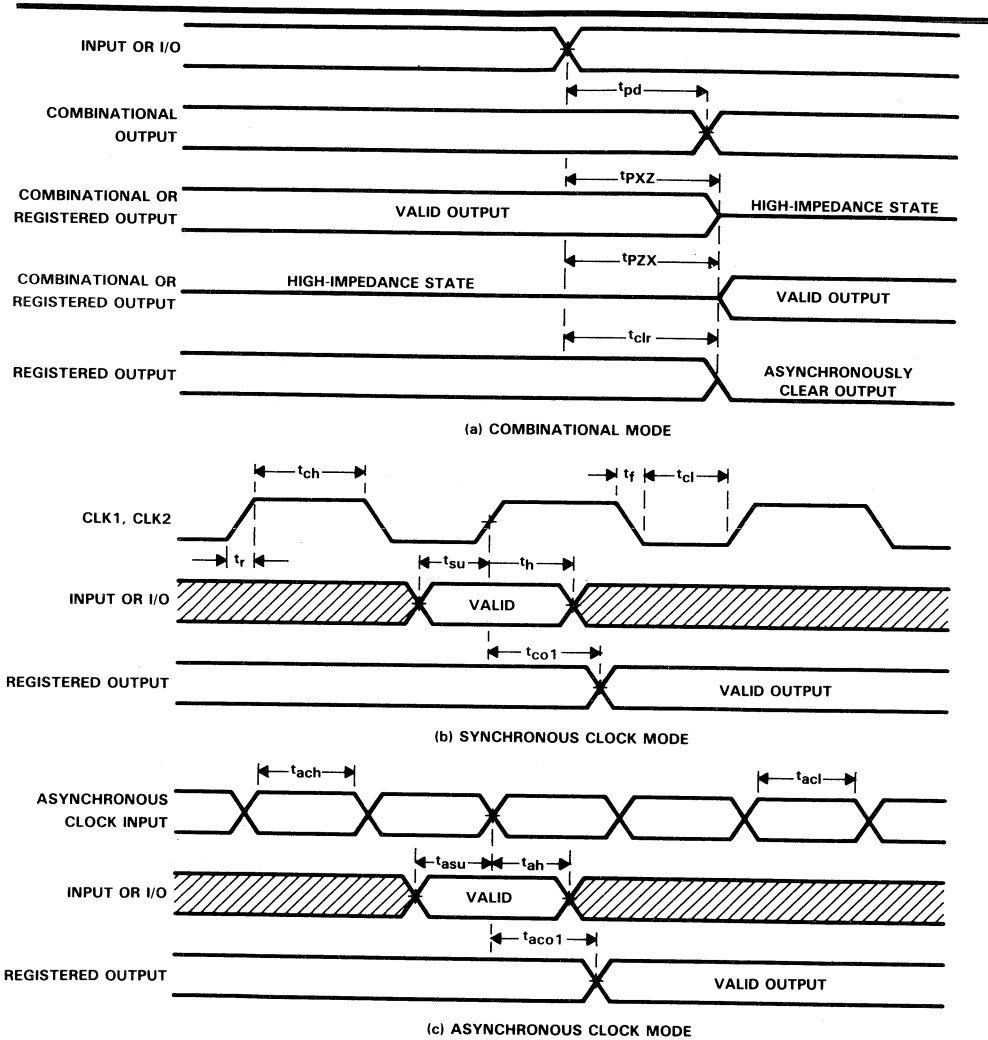 INPUT OR I/O
tpd
COMBINATIONAL
OUTPUT
tPXZ
COMBINATIONAL OR
REGISTERED OUTPUT
VALID OUTPUT
HIGH-IMPEDANCE STATE
tPZX
COMBINATIONAL OR
REGISTERED OUTPUT
HIGH-IMPEDANCE STATE
VALID OUTPUT
tclr
REGISTERED OUTPUT
ASYNCHRONOUSLY
CLEAR OUTPUT
(a) COMBINATIONAL MODE
tch
tf
tcl
CLK1, CLK2
tr
tsu
th
INPUT OR I/O
VALID
tco1
REGISTERED OUTPUT
VALID OUTPUT
(b) SYNCHRONOUS CLOCK MODE
tach
tacl
ASYNCHRONOUS
CLOCK INPUT
tasu
tah
INPUT OR I/O
VALID
taco1
REGISTERED OUTPUT
VALID OUTPUT
(c) ASYNCHRONOUS CLOCK MODE